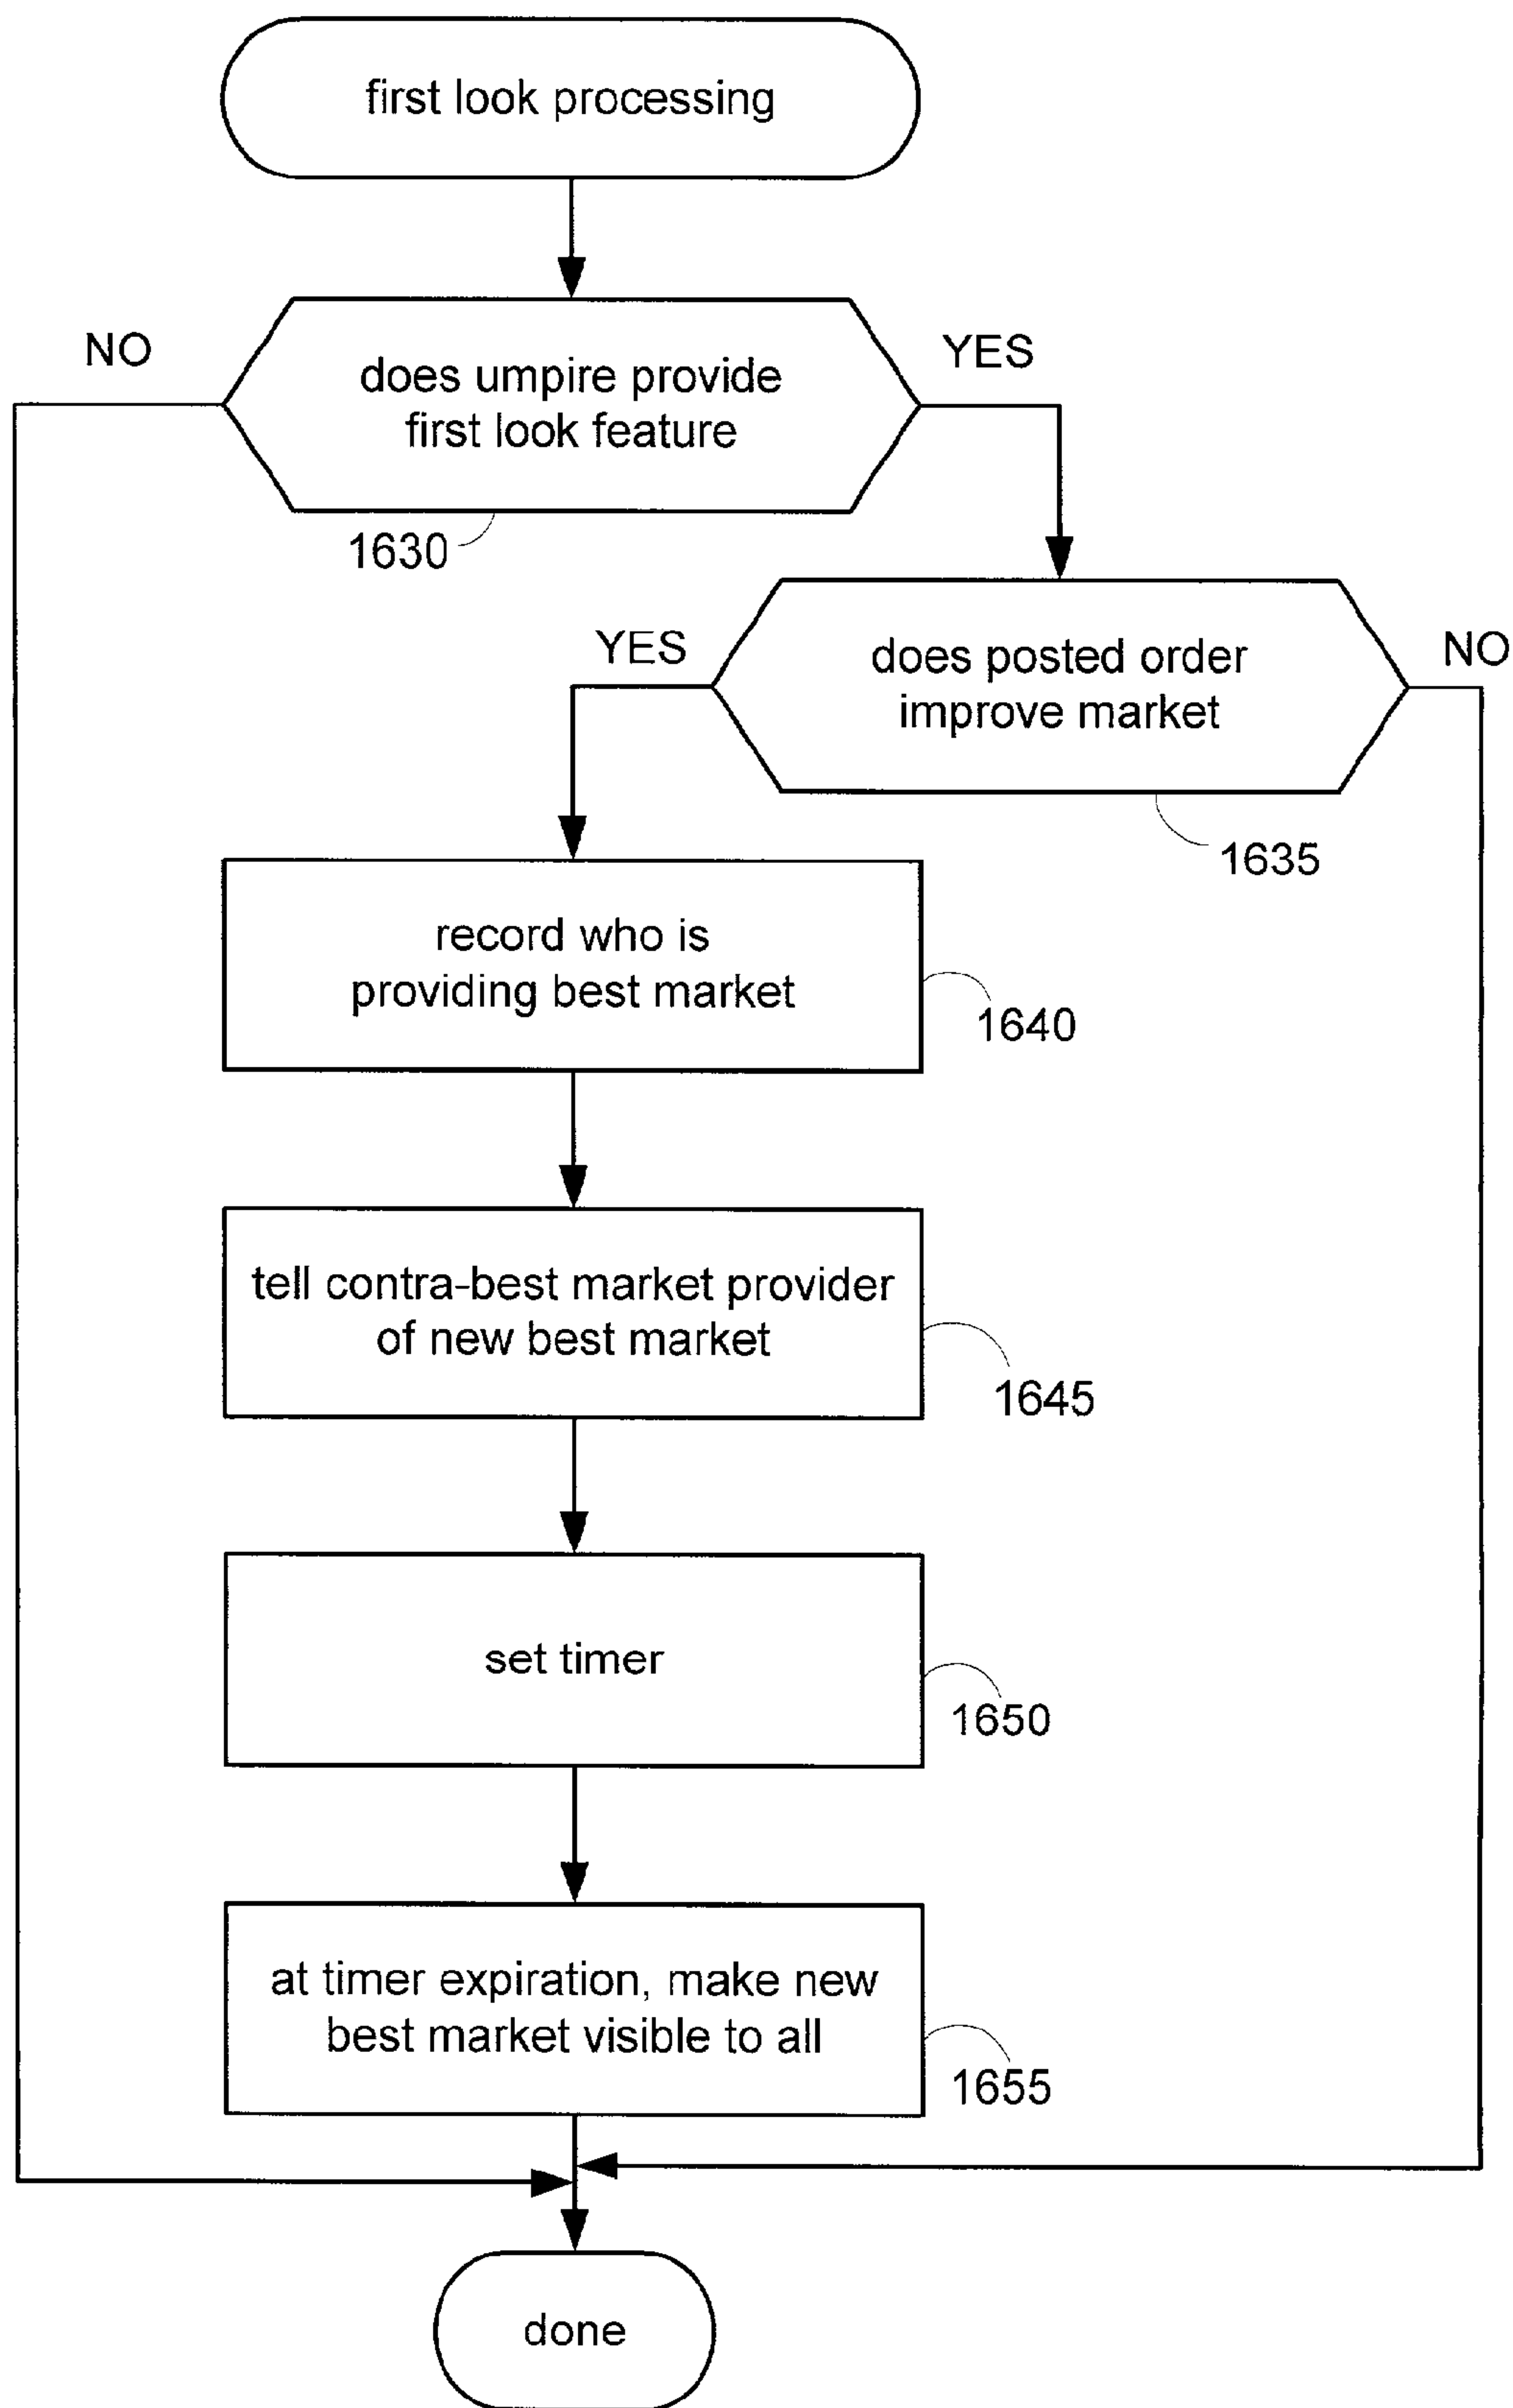 first look processing
NO
YES
does umpire provide
first look feature
1630
YES
NO
does posted order
improve market
1635
record who is
providing best market
1640
tell contra-best market provider
of new best market
1645
set timer
1650
at timer expiration, make new
best market visible to all
1655
done